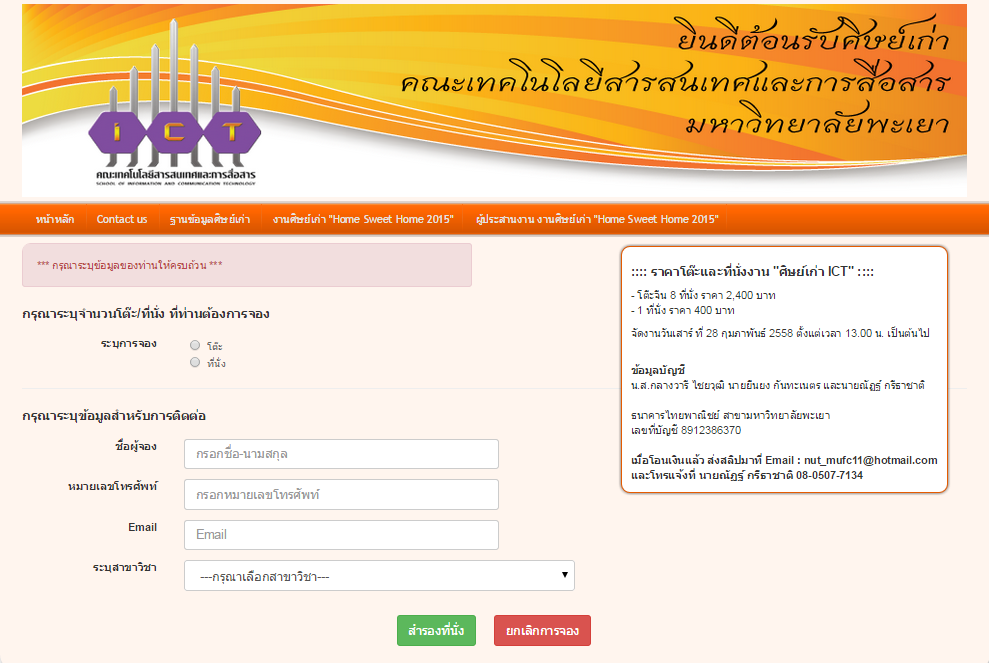 ยินดีต้อนรับศิษย์เก่า
คณะเทคโนโลยีสารสนเทศและการสื่อสาร
มหาวิทยาลัยพะเยา
I C T
คณะเทคโนโลยีสารสนเทศและการสื่อสาร
SCHOOL OF INFORMATION AND COMMUNICATION TECHNOLOGY
หน้าหลัก Contact us ฐานข้อมูลศิษย์เก่า งานศิษย์เก่า "Home Sweet Home 2015" ผู้ประสานงาน งานศิษย์เก่า "Home Sweet Home 2015"
*** กรุณาระบุข้อมูลของท่านให้ครบถ้วน ***
กรุณาระบุจำนวนโต๊ะ/ที่นั่ง ที่ท่านต้องการจอง
ระบุการจอง
โต๊ะ
ที่นั่ง
กรุณาระบุข้อมูลสำหรับการติดต่อ
ชื่อผู้จอง
กรอกชื่อ-นามสกุล
หมายเลขโทรศัพท์
กรอกหมายเลขโทรศัพท์
Email
Email
ระบุสาขาวิชา
---กรุณาเลือกสาขาวิชา---
สำรองที่นั่ง ยกเลิกการจอง
:::: ราคาโต๊ะและที่นั่งงาน "ศิษย์เก่า ICT" ::::
- โต๊ะจีน 8 ที่นั่ง ราคา 2,400 บาท
- 1 ที่นั่ง ราคา 400 บาท
จัดงานวันเสาร์ ที่ 28 กุมภาพันธ์ 2558 ตั้งแต่เวลา 13.00 น. เป็นต้นไป
ข้อมูลบัญชี
น.ส.กลางวารี ไชยวุฒิ นายยืนยง กันทะเนตร และนายณัฏฐ์ กรีธาชาติ
ธนาคารไทยพาณิชย์ สาขามหาวิทยาลัยพะเยา
เลขที่บัญชี 8912386370
เมื่อโอนเงินแล้ว ส่งสลิปมาที่ Email : nut_mufc11@hotmail.com
และโทรแจ้งที่ นายณัฏฐ์ กรีธาชาติ 08-0507-7134